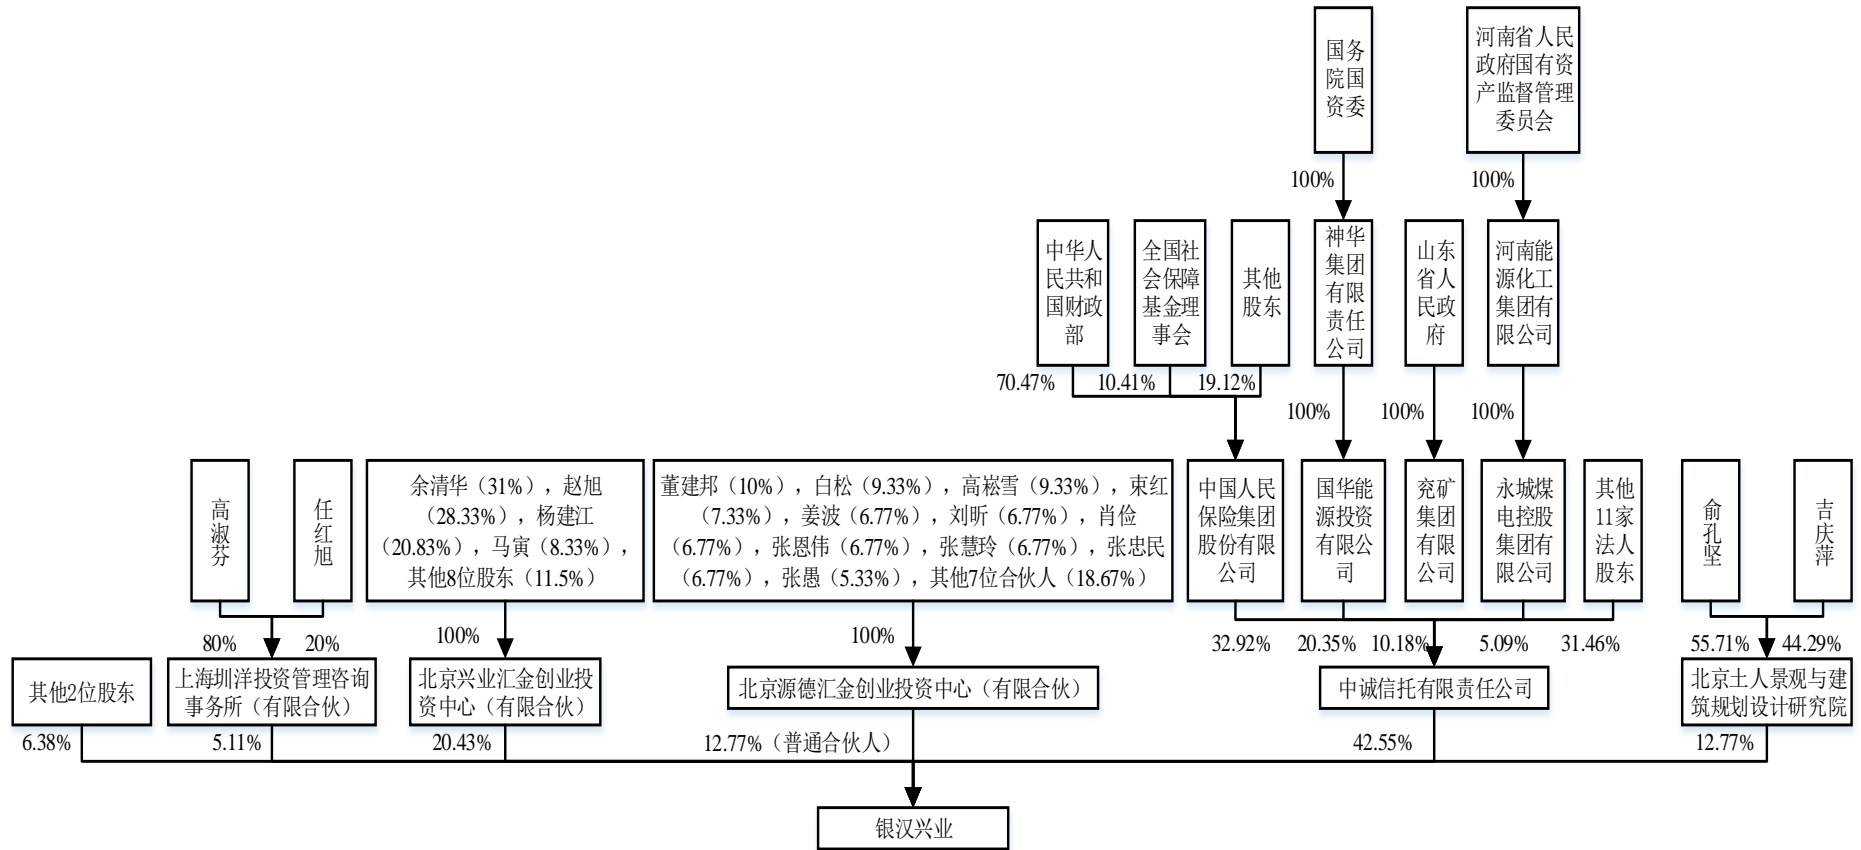 国务
院国
资委
河南省人民
政府国有资
产监督管理
委员会
100%
100%
中华人
民共和
国财政
部
全国社
会保障
基金理
事会
其他
股东
神华
集团
有限
责任
公司
山东
省人
民政
府
河南能
源化工
集团有
限公司
70.47%
10.41%
19.12%
100%
100%
100%
高淑芬
任红旭
余清华（31%），赵旭
（28.33%），杨建江
（20.83%），马寅（8.33%），
其他8位股东（11.5%）
董建邦（10%），白松（9.33%），高崧雪（9.33%），束红
（7.33%），姜波（6.77%），刘昕（6.77%），肖俭
（6.77%），张恩伟（6.77%），张慧玲（6.77%），张忠民
（6.77%），张愚（5.33%），其他7位合伙人（18.67%）
中国人民
保险集团
股份有限
公司
国华能
源投资
有限公
司
兖矿
集团
有限
公司
永城煤
电控股
集团有
限公司
其他
11家
法人
股东
俞孔坚
吉庆萍
80%
20%
100%
100%
32.92%
20.35%
10.18%
5.09%
31.46%
55.71%
44.29%
其他2位股东
上海圳洋投资管理咨询
事务所（有限合伙）
北京兴业汇金创业投
资中心（有限合伙）
北京源德汇金创业投资中心（有限合伙）
中诚信托有限责任公司
北京土人景观与建
筑规划设计研究院
6.38%
5.11%
20.43%
12.77%（普通合伙人）
42.55%
12.77%
银汉兴业